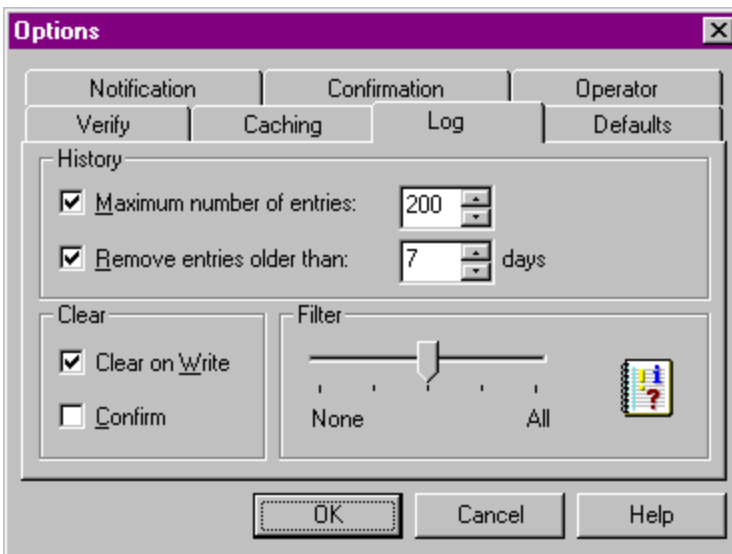 Options
Notification Confirmation Operator
Verify Caching Log Defaults
History
Maximum number of entries: 200
Remove entries older than: 7 days
Clear Filter
Clear on Write
Confirm
None All
OK Cancel Help